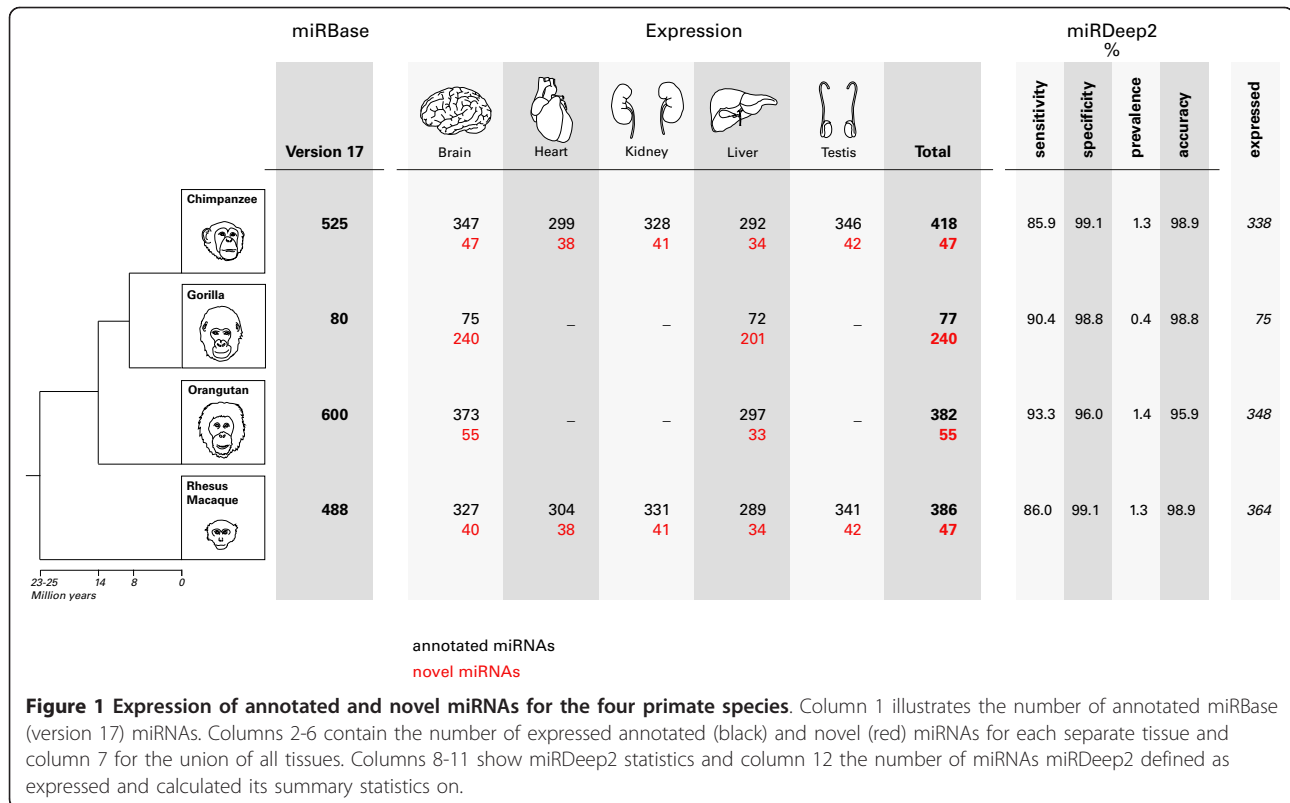 miRBase Expression miRDeep2
%
Brain Heart Kidney Liver Testis
Version 17 Total sensitivity specificity prevalence accuracy expressed
Chimpanzee
525 347 299 328 292 346 418 85.9 99.1 1.3 98.9 338
47 38 41 34 42 47
Gorilla
80 75 – – 72 – 77 90.4 98.8 0.4 98.8 75
240 201 240
Orangutan
600 373 – – 297 – 382 93.3 96.0 1.4 95.9 348
55 33 55
Rhesus
Macaque
488 327 304 331 289 341 386 86.0 99.1 1.3 98.9 364
40 38 41 34 42 47
23-25 14 8 0
Million years
annotated miRNAs
novel miRNAs
Figure 1 Expression of annotated and novel miRNAs for the four primate species. Column 1 illustrates the number of annotated miRBase
(version 17) miRNAs. Columns 2-6 contain the number of expressed annotated (black) and novel (red) miRNAs for each separate tissue and
column 7 for the union of all tissues. Columns 8-11 show miRDeep2 statistics and column 12 the number of miRNAs miRDeep2 defined as
expressed and calculated its summary statistics on.